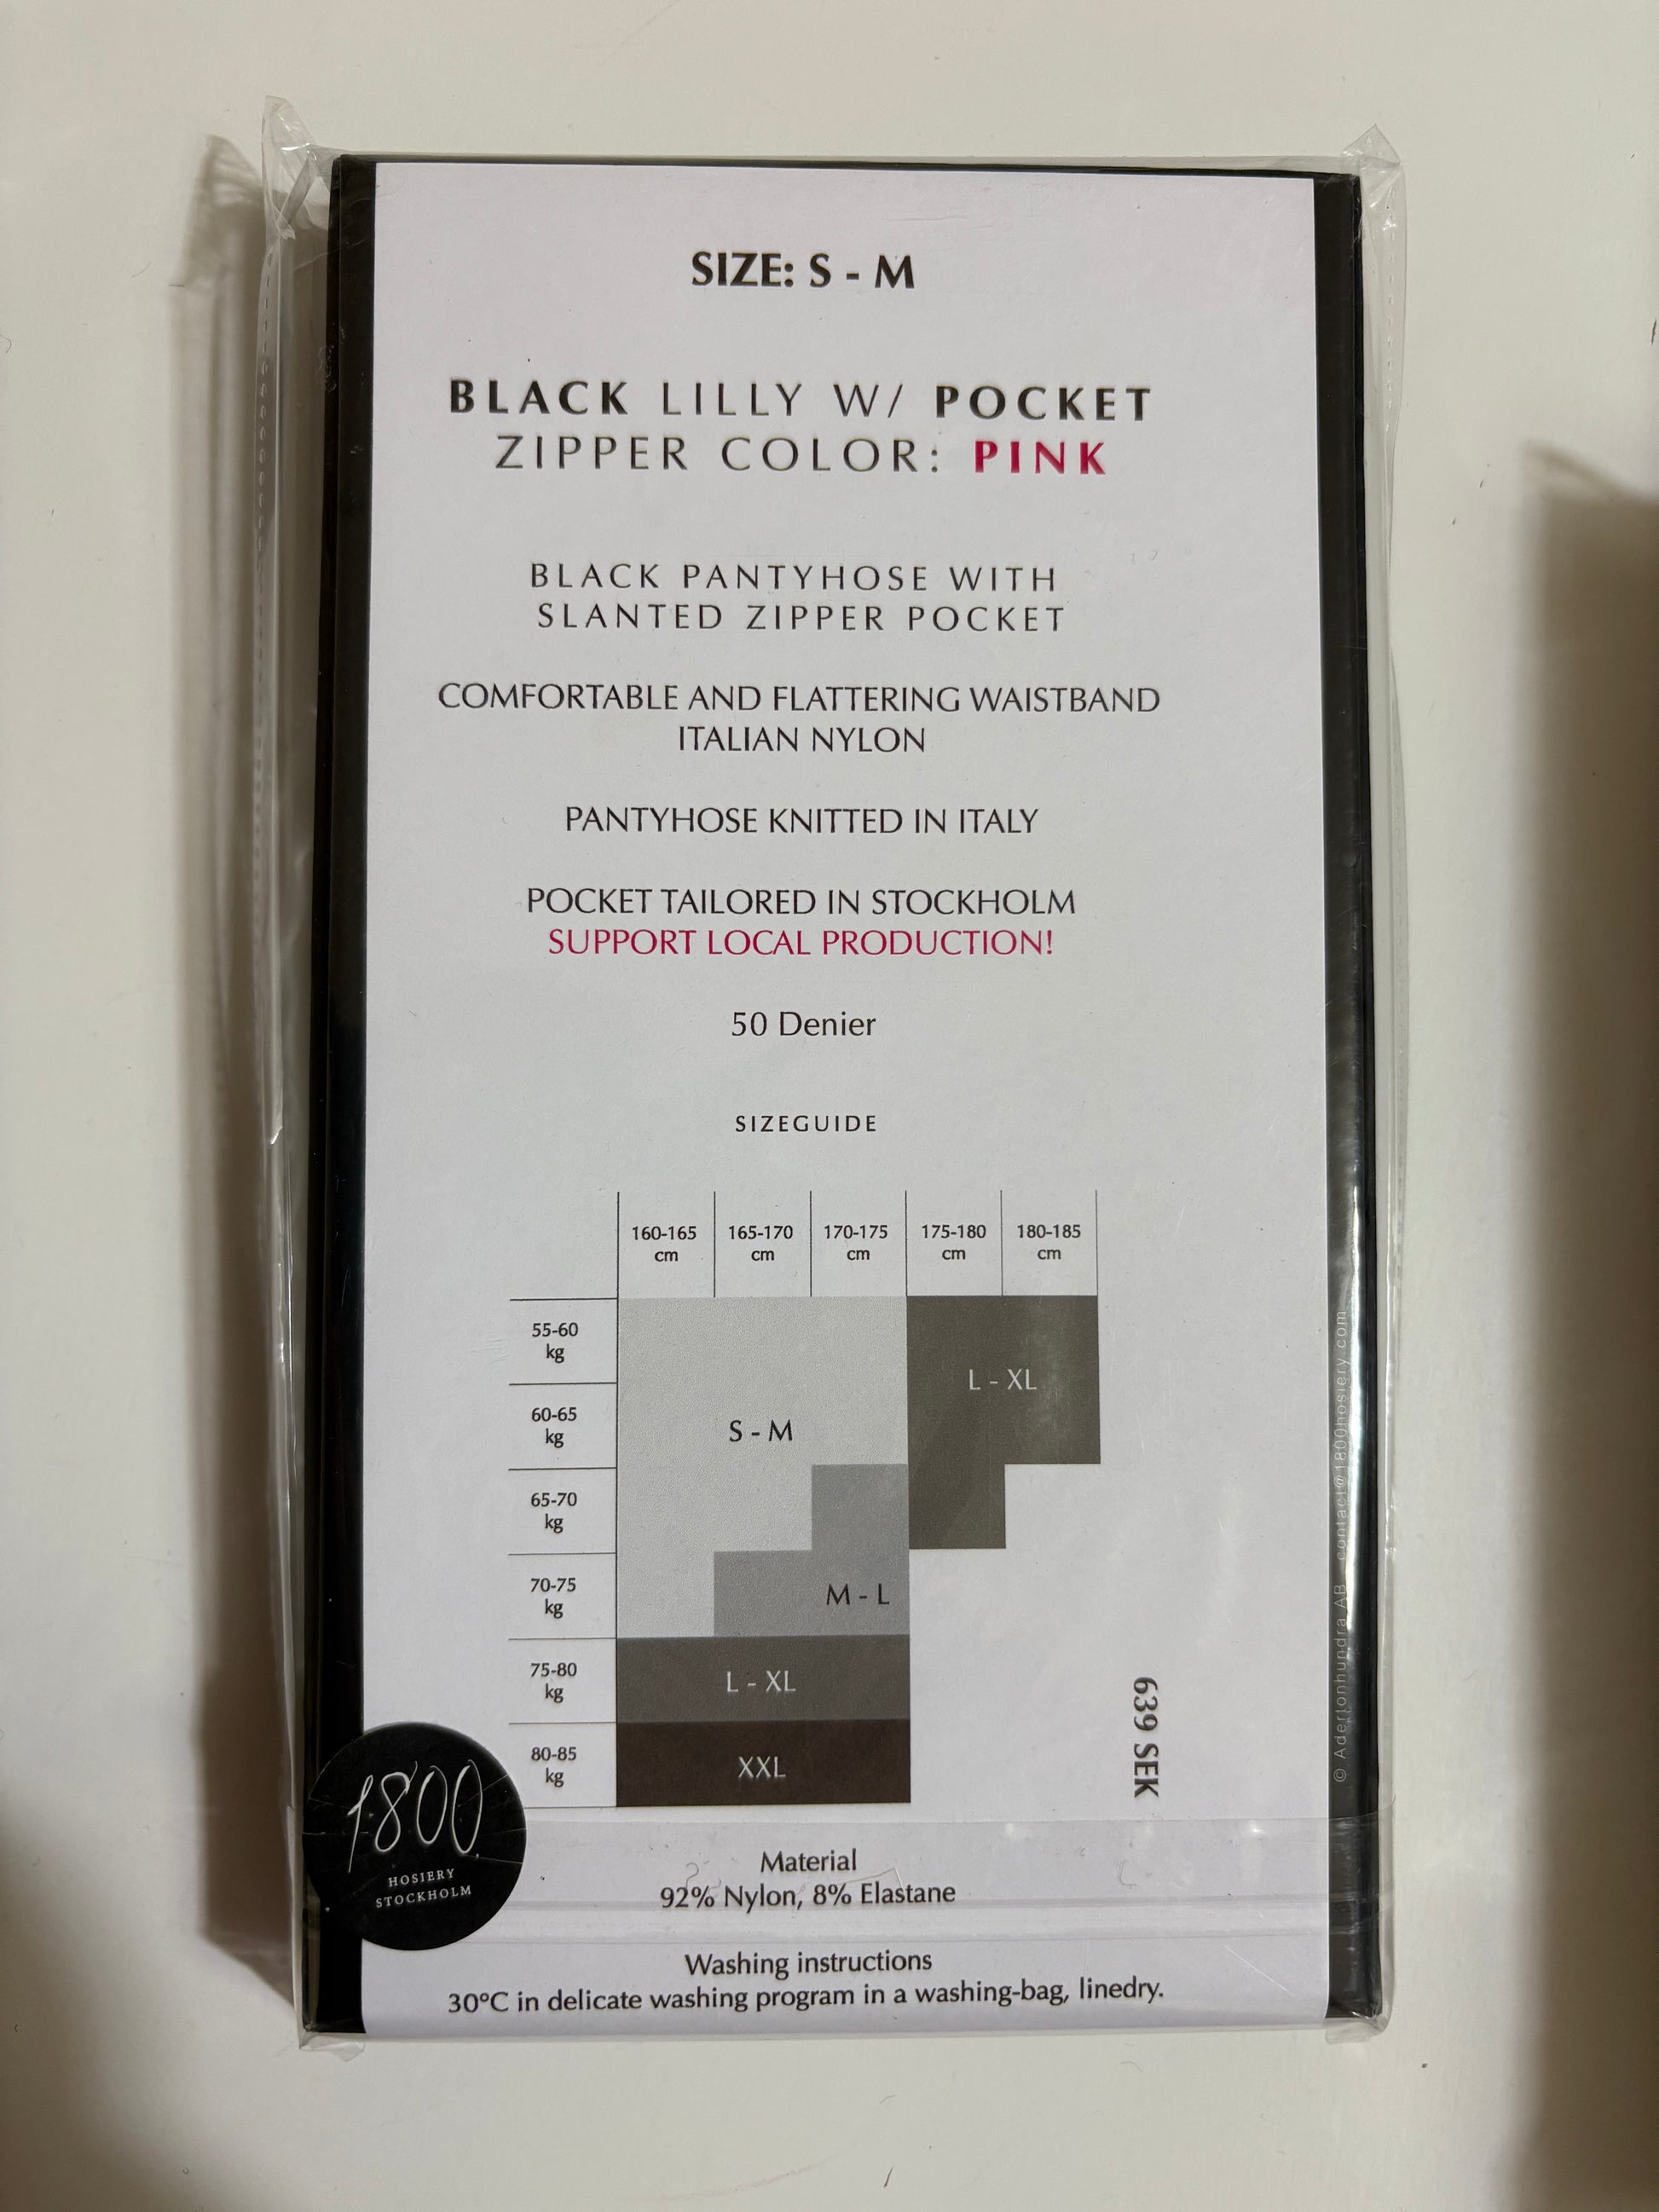 SIZE: S - M
BLACK LILLY W/ POCKET
ZIPPER COLOR: PINK
BLACK PANTYHOSE WITH
SLANTED ZIPPER POCKET
COMFORTABLE AND FLATTERING WAISTBAND
ITALIAN NYLON
PANTYHOSE KNITTED IN ITALY
POCKET TAILORED IN STOCKHOLM
SUPPORT LOCAL PRODUCTION!
50 Denier
SIZEGUIDE
160-165 165-170 170-175 175-180 180-185
cm cm cm cm cm
55-60
kg
L - XL
60-65
kg
S - M
65-70
kg
70-75
kg
M - L
75-80
kg
L - XL
80-85
kg
XXL
639 SEK
© Adertonhundra AB contact@1800hosiery.com
1800
HOSIERY
STOCKHOLM
Material
92% Nylon, 8% Elastane
Washing instructions
30°C in delicate washing program in a washing-bag, linedry.